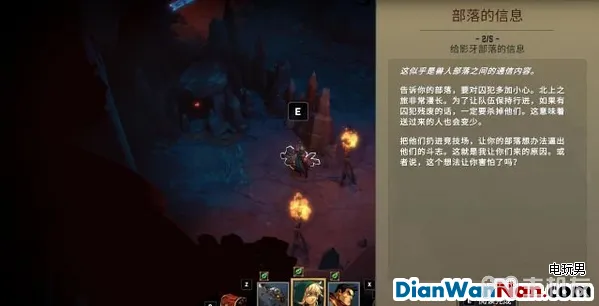 部落的信息
- 2/5 -
给影牙部落的信息
这似乎是兽人部落之间的通信内容。
告诉你的部落，要对囚犯多加小心。北上之
旅非常漫长。为了让队伍保持行进，如果有
囚犯残废的话，一定要杀掉他们。这意味着
送过来的人也会变少。
把他们扔进竞技场，让你的部落想办法逼出
他们的斗志。这就是我让你们来的原因。或
者说，这个想法让你害怕了吗？
E
Z
X
E 阅读完成
电玩男
DianWanNan.com